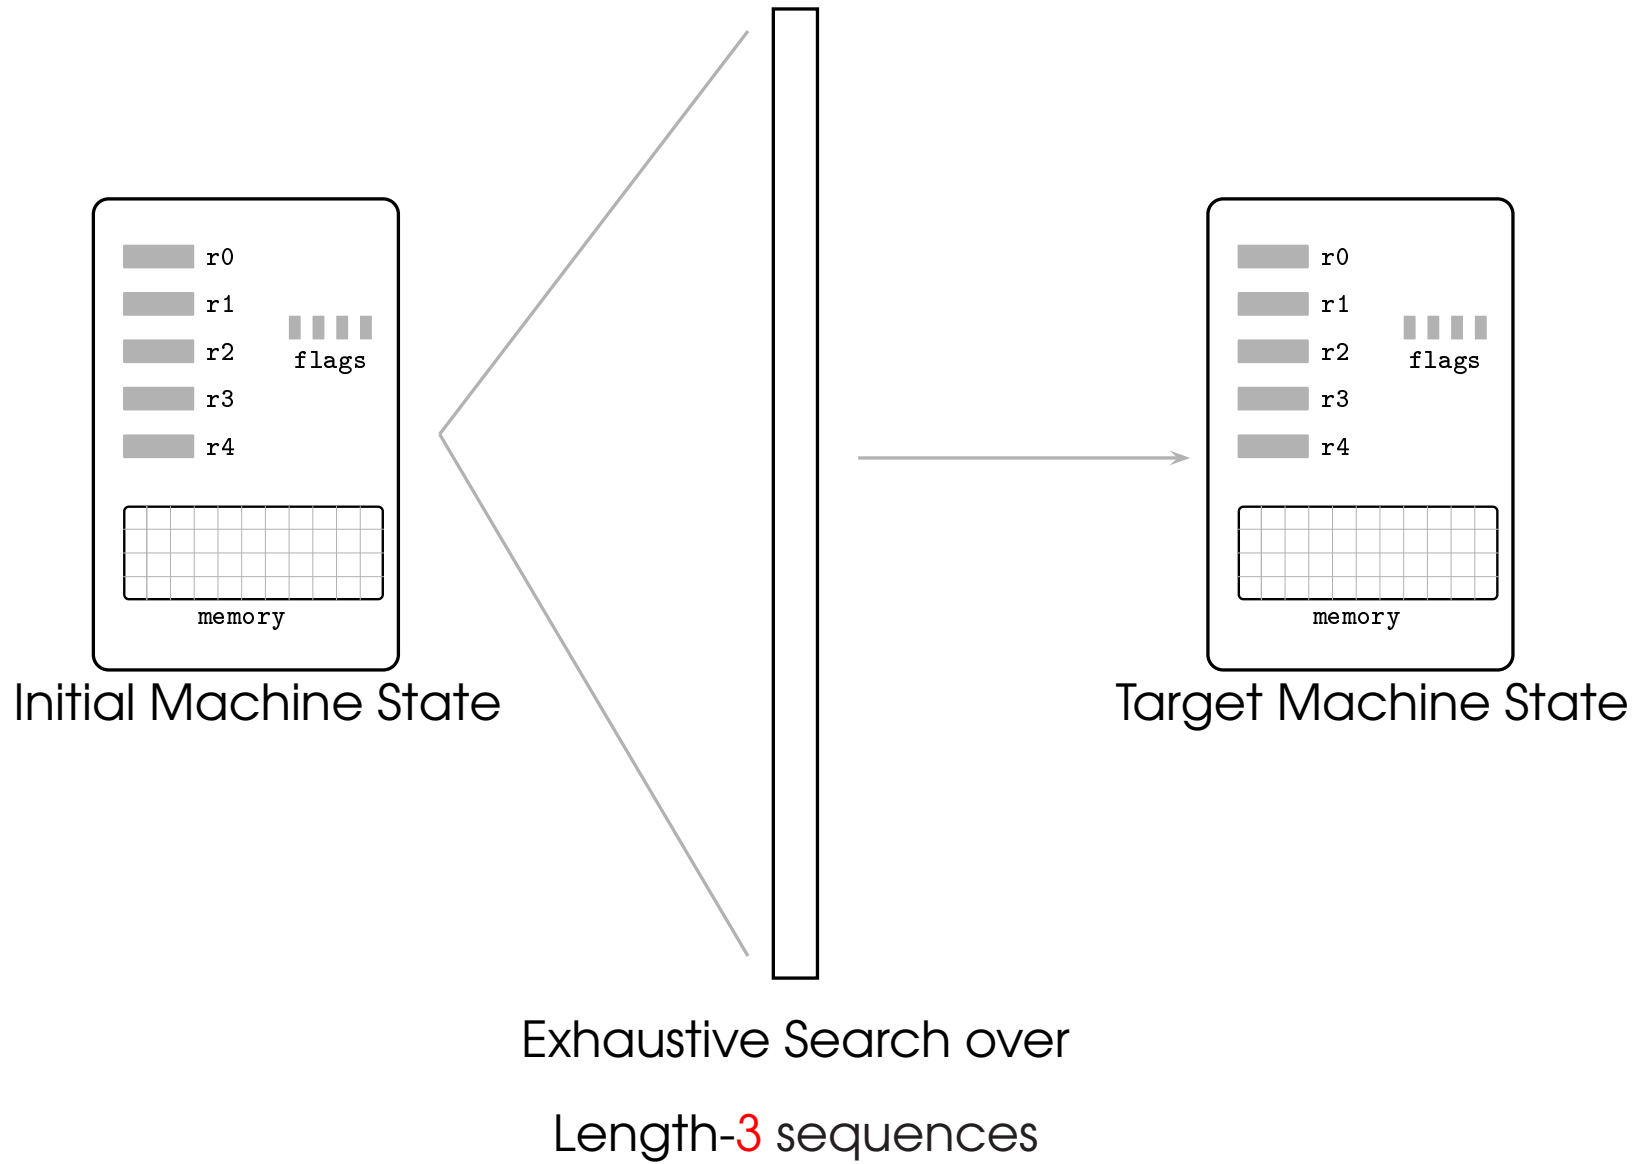 r0
r1
r2
r3
r4
flags
memory
Initial Machine State
r0
r1
r2
r3
r4
flags
memory
Target Machine State
Exhaustive Search over
Length-3 sequences